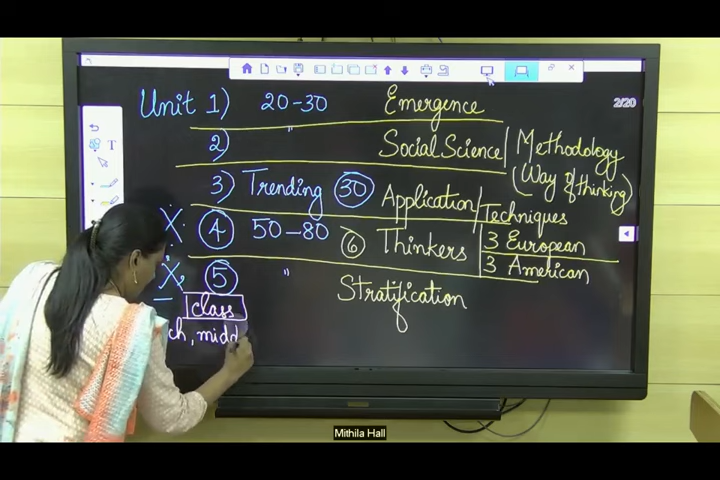 2/20
T
Unit 1) 20-30 Emergence
2) " Social Science Methodology
(Way of thinking)
3) Trending 30 Application/Techniques
X 4 50-80 6 Thinkers 3 European
3 American
X, 5 " Stratification
class
ch, midd
Mithila Hall